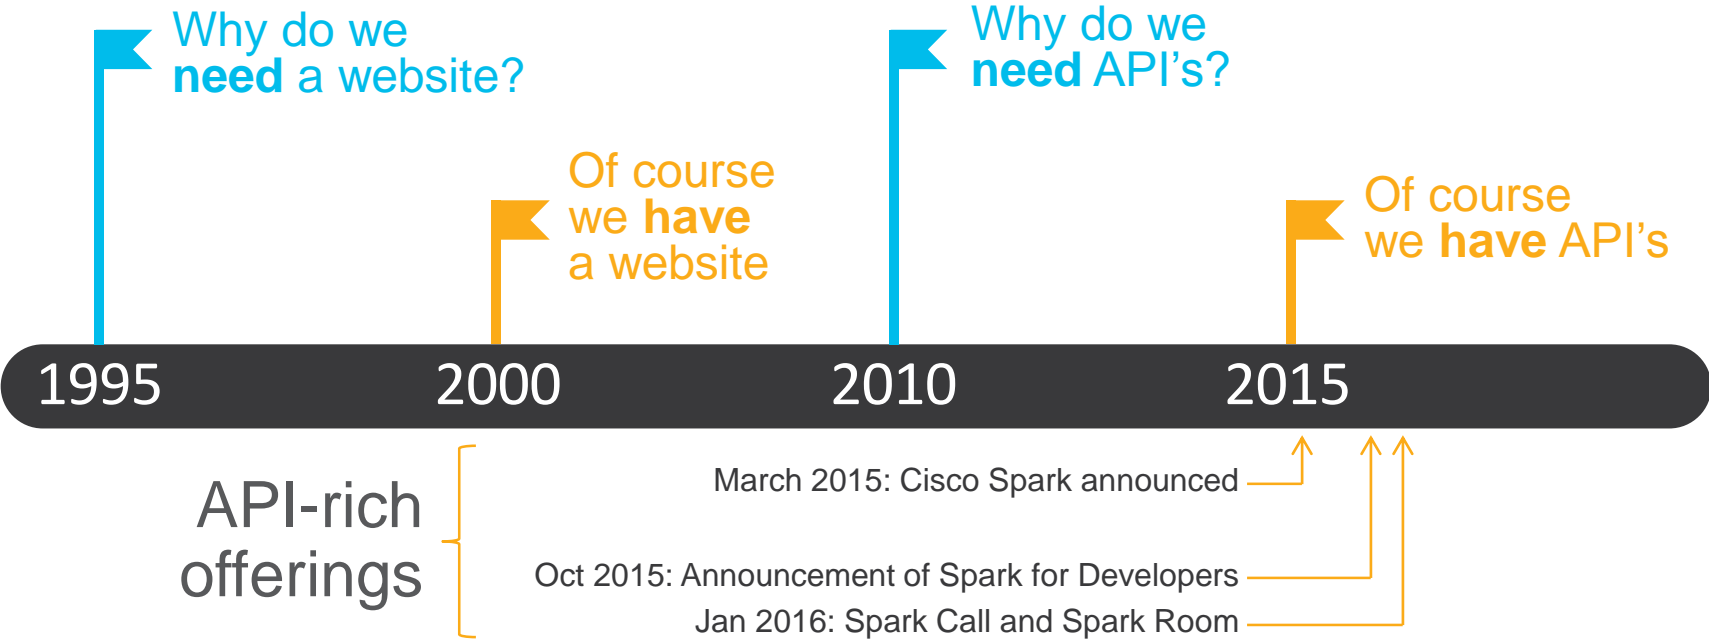 Why do we
need a website?
Why do we
need API's?
Of course
we have
a website
Of course
we have API's
1995
2000
2010
2015
API-rich
offerings
March 2015: Cisco Spark announced
Oct 2015: Announcement of Spark for Developers
Jan 2016: Spark Call and Spark Room